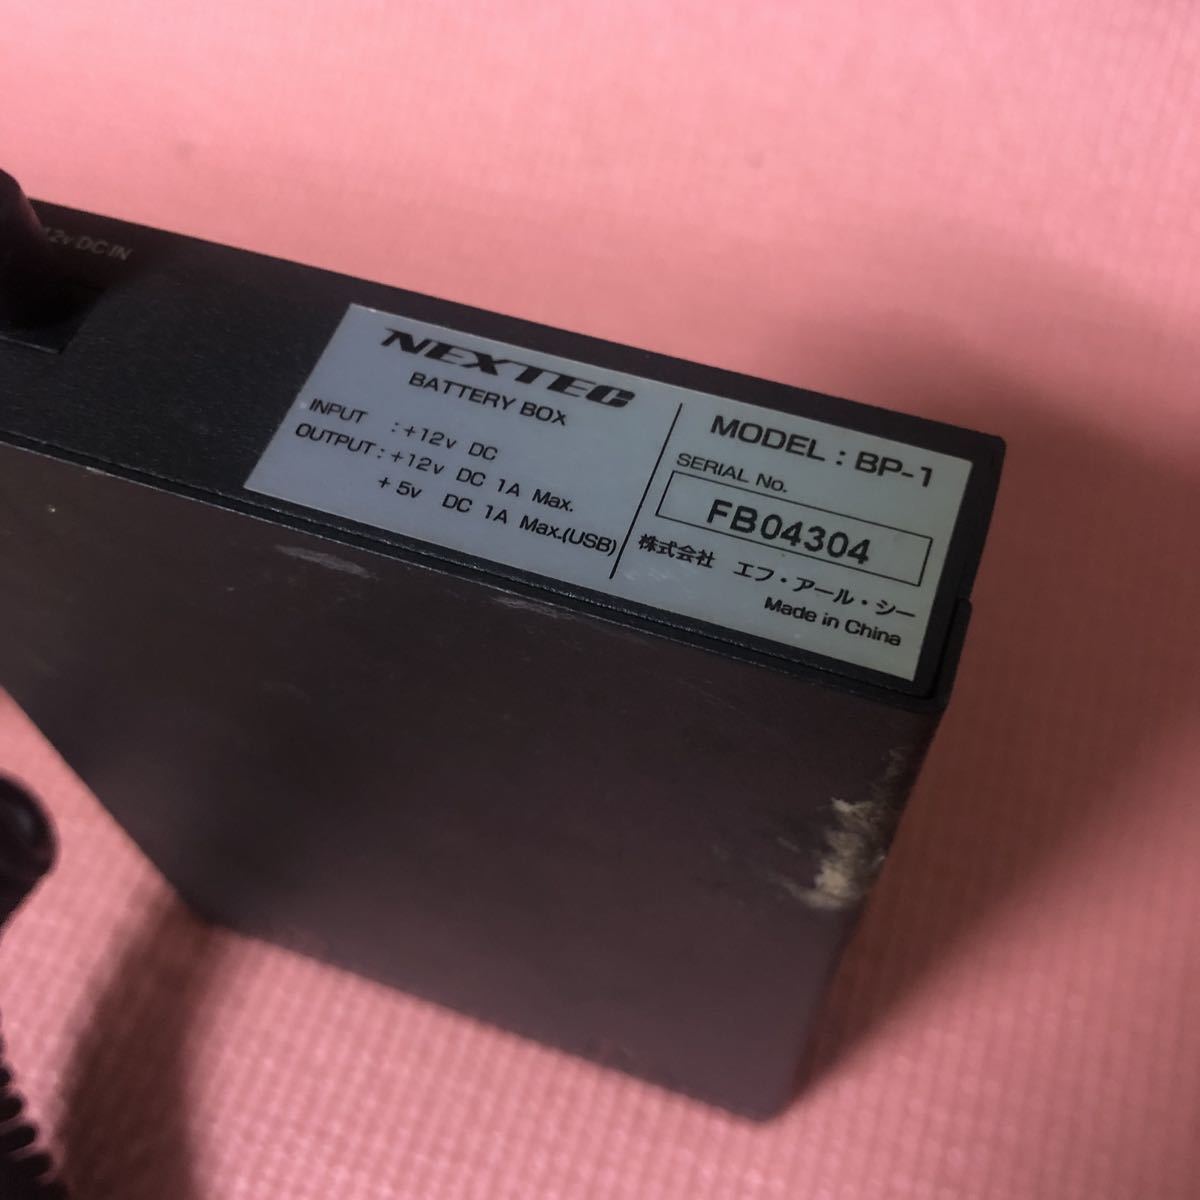 12v DC IN
NEXTEC
BATTERY BOX
INPUT : +12v DC
OUTPUT : +12v DC 1A Max.
+5v DC 1A Max.(USB)
MODEL : BP-1
SERIAL No.
FB04304
株式会社 エフ・アール・シー
Made in China